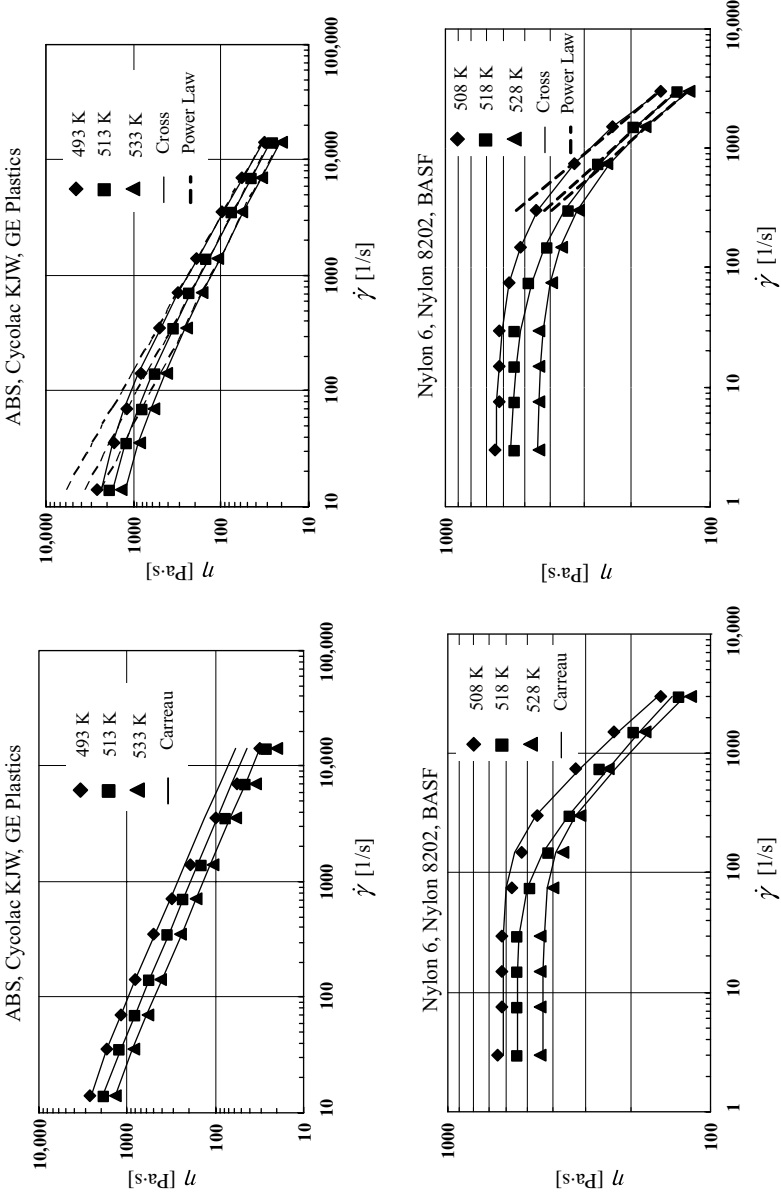 ABS, Cycolac KJW, GE Plastics
10,000
1000
100
10
η [Pa·s]
493 K
513 K
533 K
Carreau
10 100 1000 10,000 100,000
γ̇ [1/s]
ABS, Cycolac KJW, GE Plastics
10,000
1000
100
10
η [Pa·s]
493 K
513 K
533 K
Cross
Power Law
10 100 1000 10,000 100,000
γ̇ [1/s]
Nylon 6, Nylon 8202, BASF
1000
100
η [Pa·s]
508 K
518 K
528 K
Carreau
1 10 100 1000 10,000
γ̇ [1/s]
Nylon 6, Nylon 8202, BASF
1000
100
η [Pa·s]
508 K
518 K
528 K
Cross
Power Law
1 10 100 1000 10,000
γ̇ [1/s]